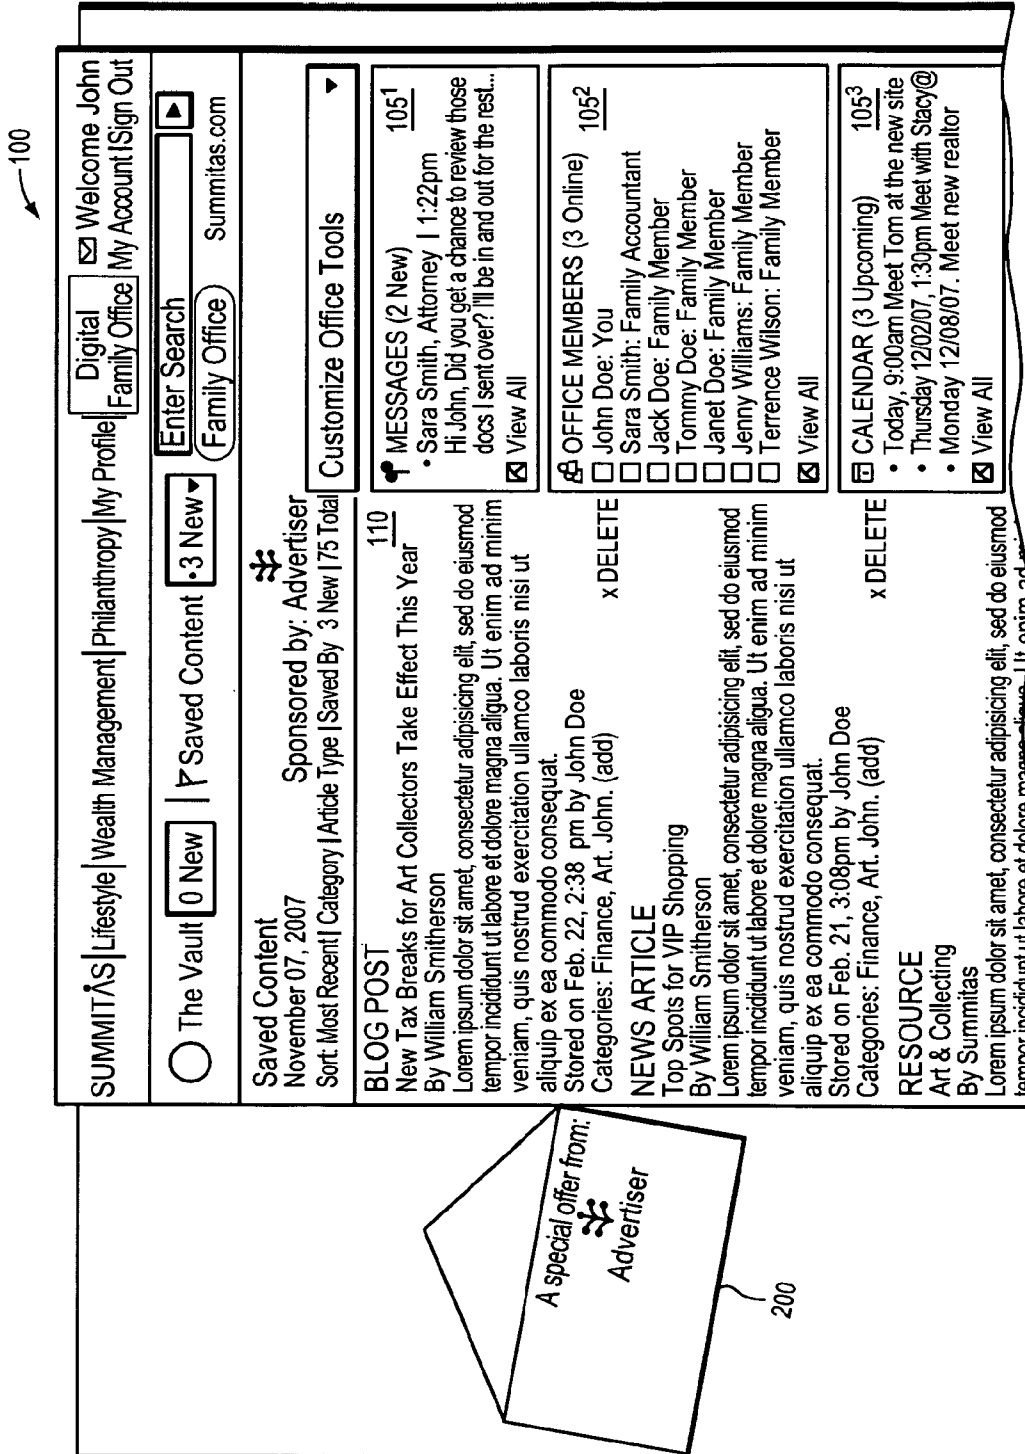 100
SUMMITÅS|Lifestyle|Wealth Management|Philanthropy|My Profile|
Digital
Family Office
Welcome John
My Account|Sign Out
The Vault 0 New | Saved Content •3 New▾
Enter Search
Family Office Summitas.com
Saved Content
November 07, 2007 Sponsored by: Advertiser
Sort: Most Recent| Category |Article Type |Saved By 3 New |75 Total
Customize Office Tools
BLOG POST 110
New Tax Breaks for Art Collectors Take Effect This Year
By William Smitherson
Lorem ipsum dolor sit amet, consectetur adipisicing elit, sed do eiusmod
tempor incididunt ut labore et dolore magna aligua. Ut enim ad minim
veniam, quis nostrud exercitation ullamco laboris nisi ut
aliquip ex ea commodo consequat.
Stored on Feb. 22, 2:38 pm by John Doe
Categories: Finance, Art. John. (add) x DELETE
NEWS ARTICLE
Top Spots for VIP Shopping
By William Smitherson
Lorem ipsum dolor sit amet, consectetur adipisicing elit, sed do eiusmod
tempor incididunt ut labore et dolore magna aligua. Ut enim ad minim
veniam, quis nostrud exercitation ullamco laboris nisi ut
aliquip ex ea commodo consequat.
Stored on Feb. 21, 3:08pm by John Doe
Categories: Finance, Art. John. (add) x DELETE
RESOURCE
Art & Collecting
By Summitas
Lorem ipsum dolor sit amet, consectetur adipisicing elit, sed do eiusmod
tempor incididunt ut labore et dolore magna aligua. Ut enim ad
MESSAGES (2 New) 105¹
• Sara Smith, Attorney | 1:22pm
Hi John, Did you get a chance to review those
docs I sent over? I'll be in and out for the rest...
View All
OFFICE MEMBERS (3 Online) 105²
John Doe: You
Sara Smith: Family Accountant
Jack Doe: Family Member
Tommy Doe: Family Member
Janet Doe: Family Member
Jenny Williams: Family Member
Terrence Wilson: Family Member
View All
CALENDAR (3 Upcoming) 105³
• Today, 9:00am Meet Tom at the new site
• Thursday 12/02/07, 1:30pm Meet with Stacy@
• Monday 12/08/07. Meet new realtor
View All
A special offer from:
Advertiser
200